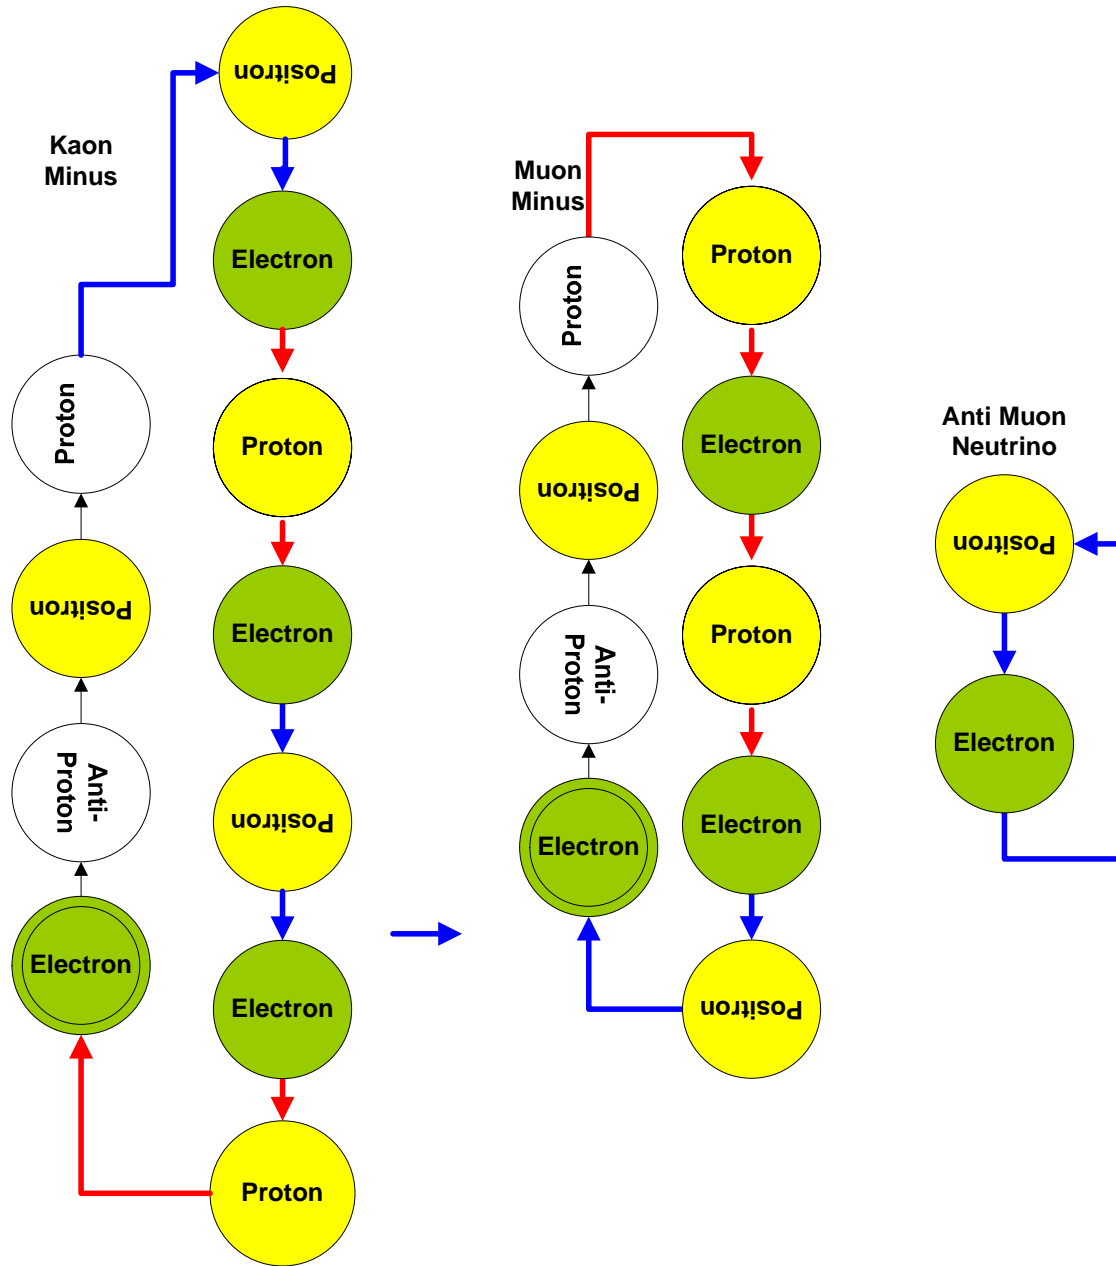 Kaon
Minus
Positron
Electron
Proton
Electron
Positron
Electron
Proton
Proton
Positron
Anti-
Proton
Electron
Muon
Minus
Proton
Positron
Anti-
Proton
Electron
Proton
Electron
Proton
Electron
Positron
Anti Muon
Neutrino
Positron
Electron